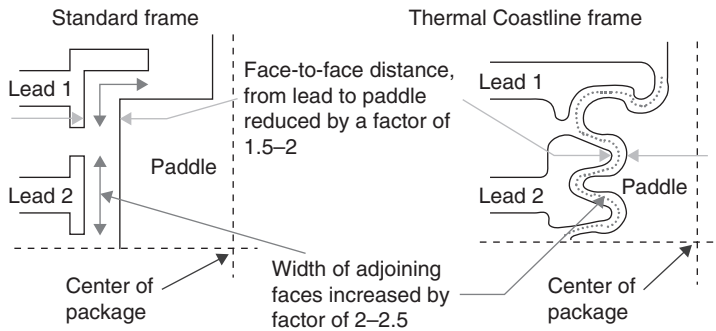 Standard frame
Thermal Coastline frame
Lead 1
Face-to-face distance,
from lead to paddle
reduced by a factor of
1.5–2
Lead 1
Paddle
Lead 2
Lead 2
Paddle
Center of
package
Width of adjoining
faces increased by
factor of 2–2.5
Center of
package